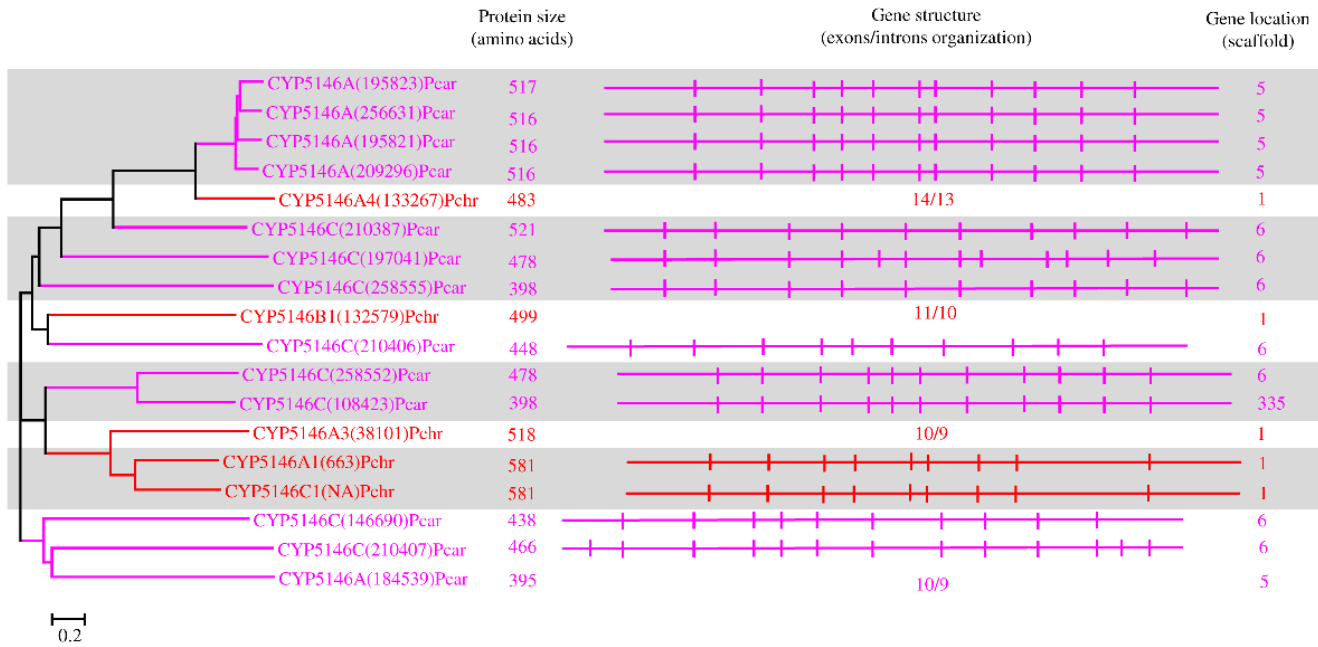 Protein size
(amino acids)
Gene structure
(exons/introns organization)
Gene location
(scaffold)
CYP5146A(195823)Pcar 517 5
CYP5146A(256631)Pcar 516 5
CYP5146A(195821)Pcar 516 5
CYP5146A(209296)Pcar 516 5
CYP5146A4(133267)Pchr 483 14/13 1
CYP5146C(210387)Pcar 521 6
CYP5146C(197041)Pcar 478 6
CYP5146C(258555)Pcar 398 6
CYP5146B1(132579)Pchr 499 11/10 1
CYP5146C(210406)Pcar 448 6
CYP5146C(258552)Pcar 478 6
CYP5146C(108423)Pcar 398 335
CYP5146A3(38101)Pchr 518 10/9 1
CYP5146A1(663)Pchr 581 1
CYP5146C1(NA)Pchr 581 1
CYP5146C(146690)Pcar 438 6
CYP5146C(210407)Pcar 466 6
CYP5146A(184539)Pcar 395 10/9 5
0.2